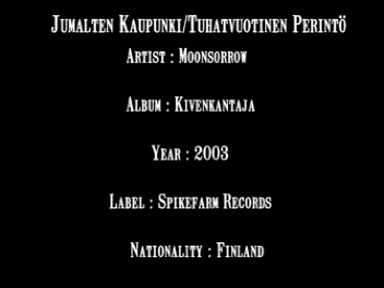 Jumalten Kaupunki/Tuhatvuotinen Perintö
Artist : Moonsorrow
Album : Kivenkantaja
Year : 2003
Label : Spikefarm Records
Nationality : Finland